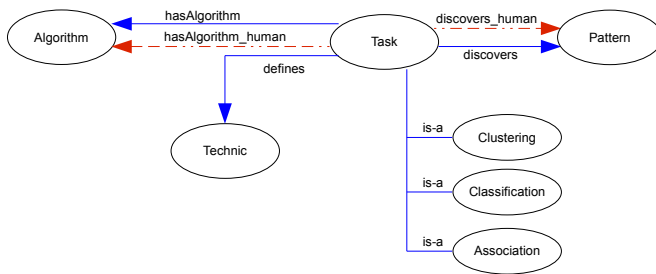 hasAlgorithm
discovers_human
Algorithm
hasAlgorithm_human
Task
Pattern
defines
discovers
is-a
Clustering
Technic
is-a
Classification
is-a
Association